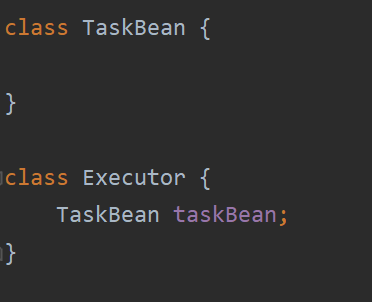 class TaskBean {
}
class Executor {
    TaskBean taskBean;
}